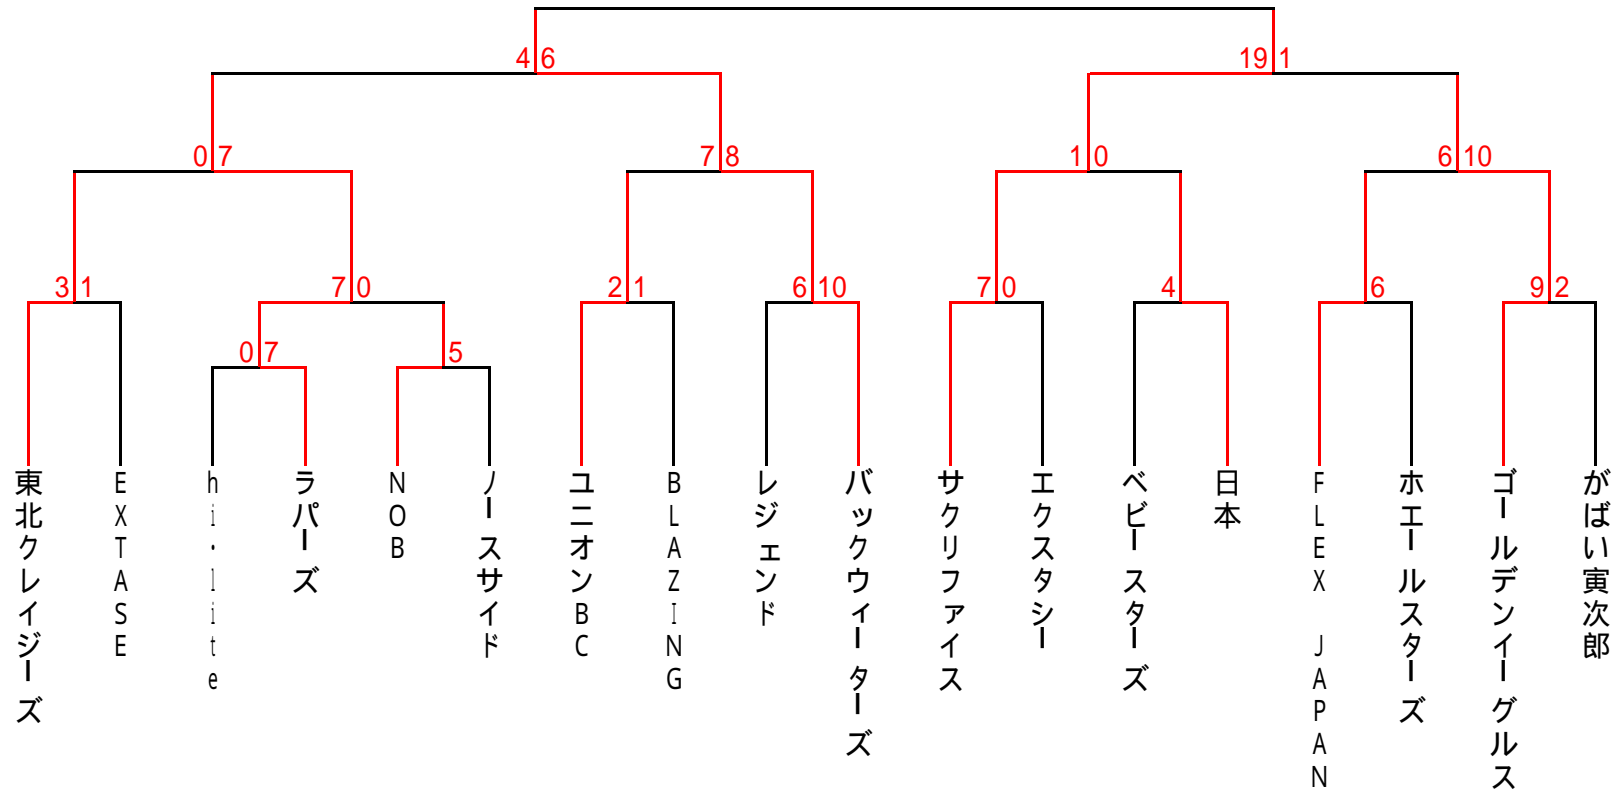 4 6
19 1
0 7
7 8
1 0
6 10
3 1
7 0
2 1
6 10
7 0
4
6
9 2
0 7
5
東北クレイジーズ
EXTASE
hi・lite
ラパーズ
NOB
ノースサイド
ユニオンBC
BLAZING
レジェンド
バックウィーターズ
サクリファイス
エクスタシー
ベビースターズ
日本
FLEX JAPAN
ホエールスターズ
ゴールデンイーグルス
がばい寅次郎